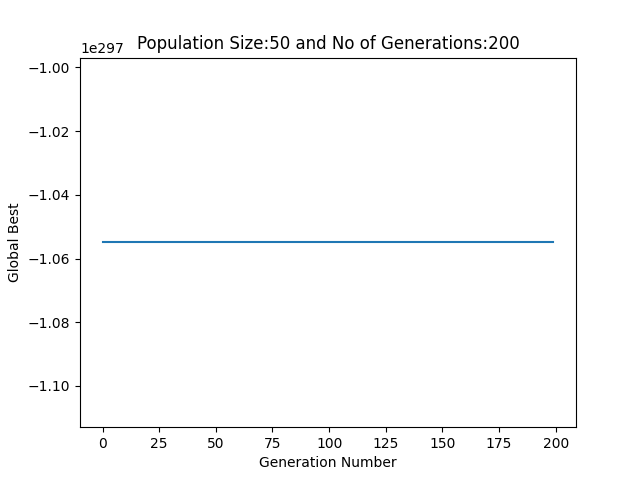 Population Size:50 and No of Generations:200
1e297
−1.00
−1.02
−1.04
−1.06
−1.08
−1.10
Global Best
0 25 50 75 100 125 150 175 200
Generation Number